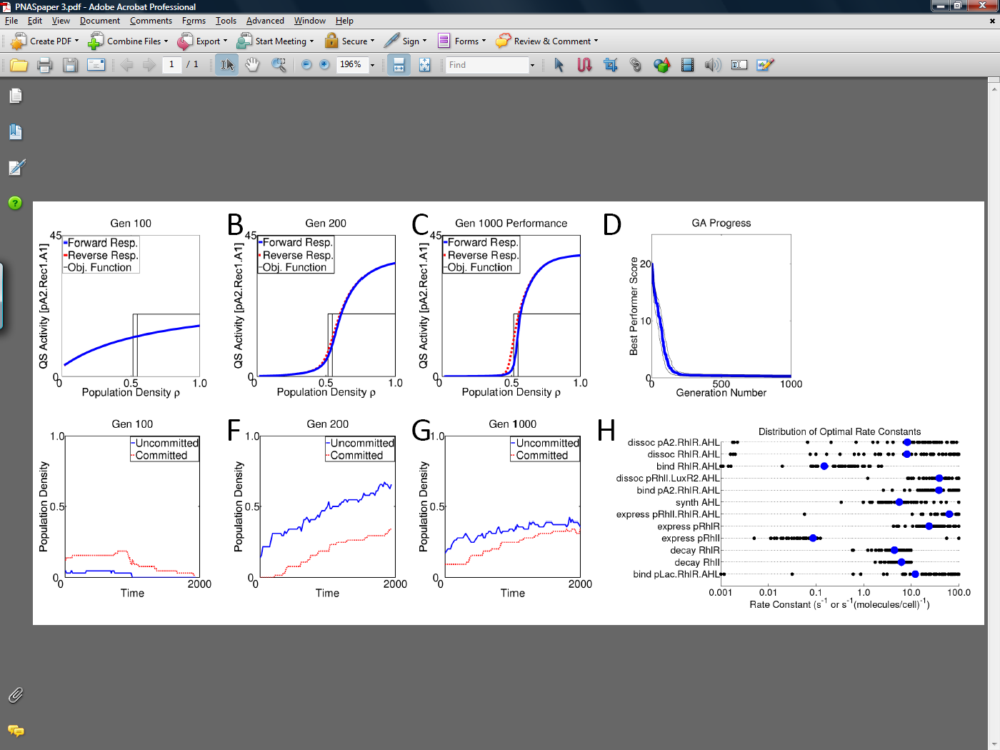 PNASpaper 3.pdf - Adobe Acrobat Professional
File Edit View Document Comments Forms Tools Advanced Window Help
Create PDF Combine Files Export Start Meeting Secure Sign Forms Review & Comment
1 / 1 196% Find
Gen 100
45
Forward Resp.
Reverse Resp.
Obj. Function
QS Activity [pA2.Rec1.A1]
0
0 0.5 1.0
Population Density ρ
B Gen 200
45
Forward Resp.
Reverse Resp.
Obj. Function
QS Activity [pA2.Rec1.A1]
0
0 0.5 1.0
Population Density ρ
C Gen 1000 Performance
45
Forward Resp.
Reverse Resp.
Obj. Function
QS Activity [pA2.Rec1.A1]
0
0 0.5 1.0
Population Density ρ
D GA Progress
Best Performer Score
20
10
0
0 500 1000
Generation Number
Gen 100
1.0
Uncommitted
Committed
Population Density
0.5
0
0 2000
Time
F Gen 200
1.0
Uncommitted
Committed
Population Density
0.5
0
0 2000
Time
G Gen 1000
1.0
Uncommitted
Committed
Population Density
0.5
0
0 2000
Time
H Distribution of Optimal Rate Constants
dissoc pA2.RhlR.AHL
dissoc RhlR.AHL
bind RhlR.AHL
dissoc pRhlI.LuxR2.AHL
bind pA2.RhlR.AHL
synth AHL
express pRhlI.RhlR.AHL
express pRhlR
express pRhlI
decay RhlR
decay RhlI
bind pLac.RhlR.AHL
0.001 0.01 0.1 1.0 10.0 100.0
Rate Constant (s⁻¹ or s⁻¹(molecules/cell)⁻¹)